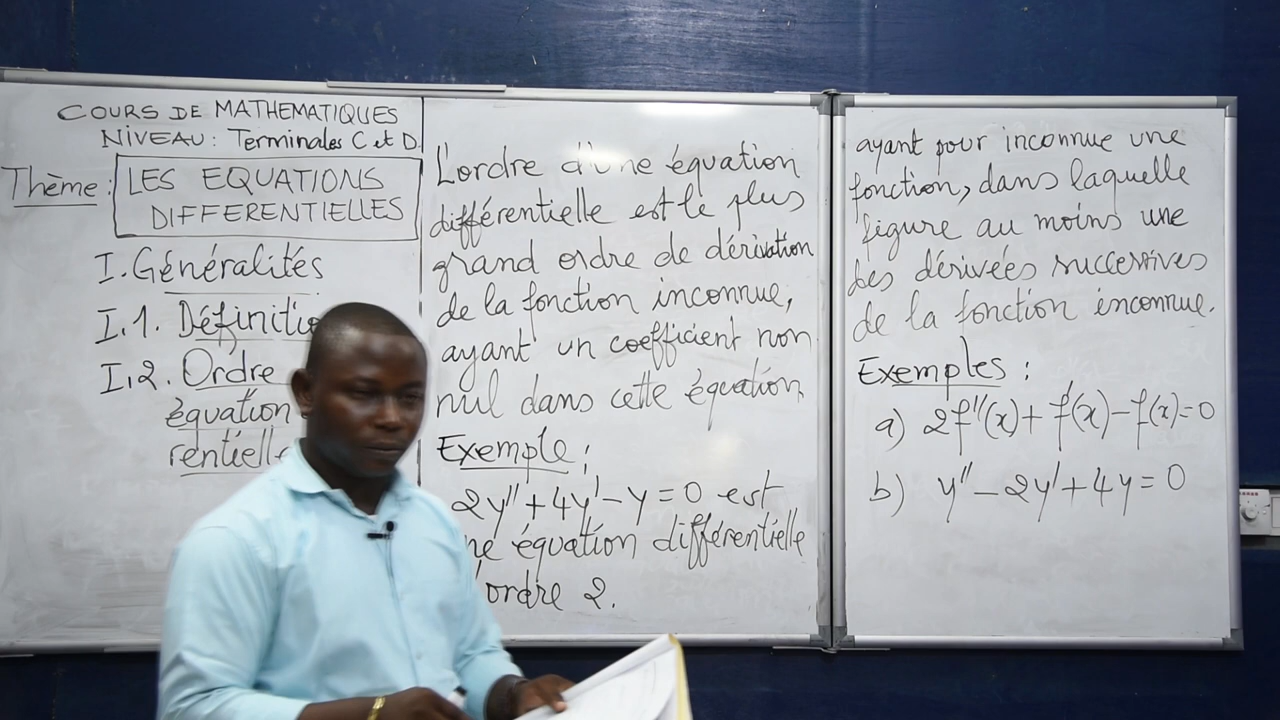 COURS DE MATHEMATIQUES
NIVEAU : Terminales C et D
Thème : LES EQUATIONS
DIFFERENTIELLES
I. Généralités
I.1. Définitio
I.2. Ordre
équation
rentielle
L'ordre d'une équation
différentielle est le plus
grand ordre de dérivation
de la fonction inconnue,
ayant un coefficient non
nul dans cette équation.
Exemple :
2y'' + 4y' - y = 0 est
ne équation différentielle
ordre 2.
ayant pour inconnue une
fonction, dans laquelle
figure au moins une
des dérivées successives
de la fonction inconnue.
Exemples :
a) 2f''(x) + f'(x) - f(x) = 0
b) y'' - 2y' + 4y = 0